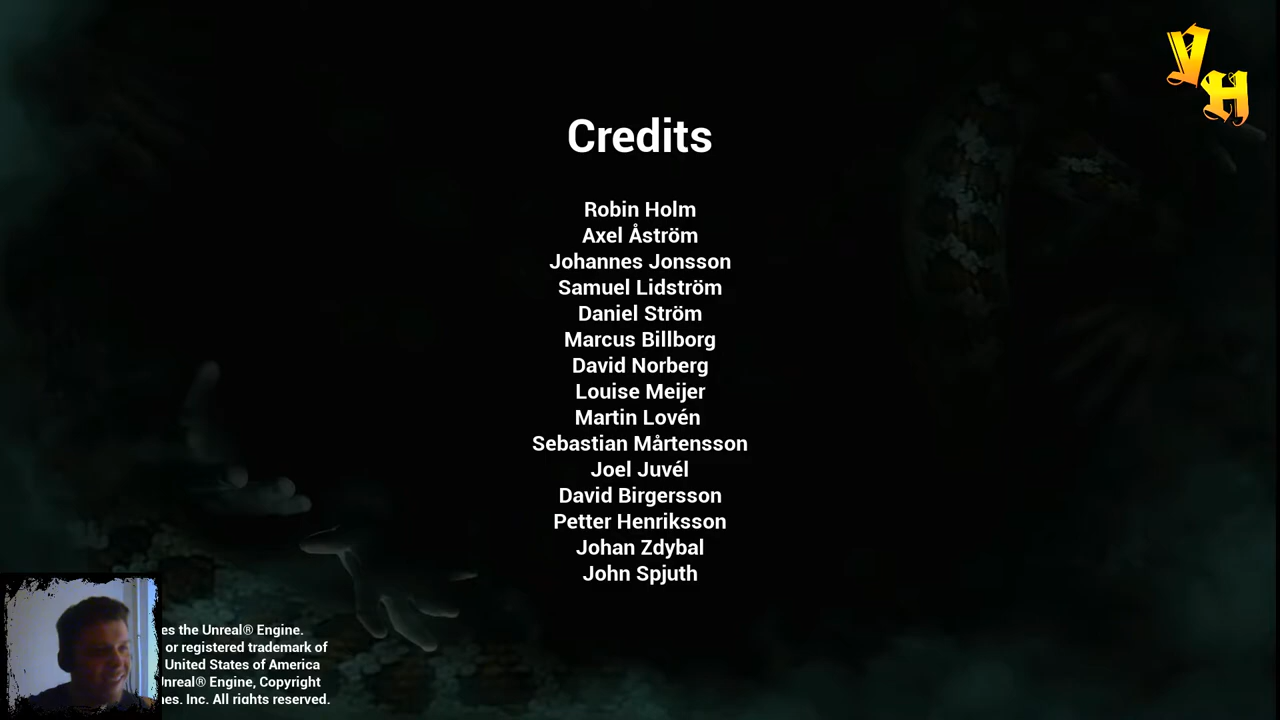 YH
Credits
Robin Holm
Axel Åström
Johannes Jonsson
Samuel Lidström
Daniel Ström
Marcus Billborg
David Norberg
Louise Meijer
Martin Lovén
Sebastian Mårtensson
Joel Juvél
David Birgersson
Petter Henriksson
Johan Zdybal
John Spjuth
es the Unreal® Engine.
or registered trademark of
United States of America
Unreal® Engine, Copyright
Inc. All rights reserved.